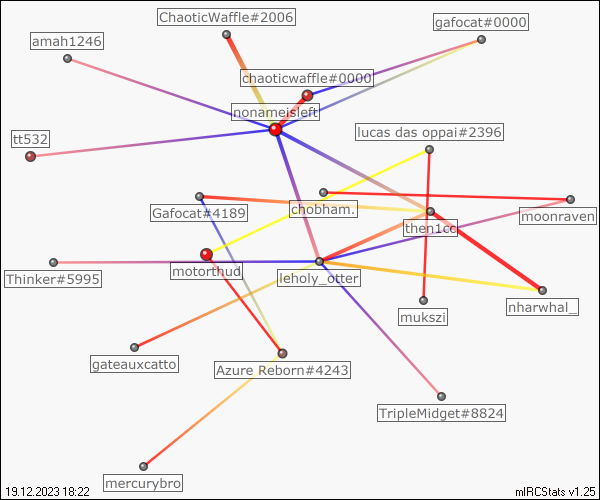 ChaoticWaffle#2006
gafocat#0000
amah1246
chaoticwaffle#0000
nonameisleft
lucas das oppai#2396
tt532
Gafocat#4189
chobham.
moonraven
then1cc
motorthud
leholy_otter
Thinker#5995
mukszi
nharwhal_
gateauxcatto
Azure Reborn#4243
TripleMidget#8824
mercurybro
19.12.2023 18:22
mIRCStats v1.25